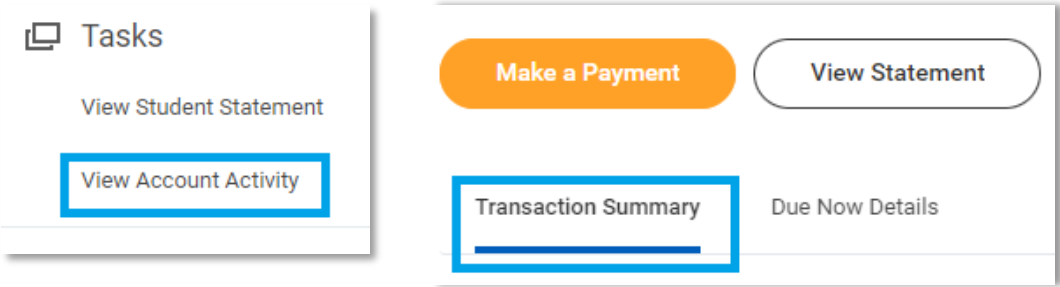 Tasks
View Student Statement
View Account Activity
Make a Payment
View Statement
Transaction Summary
Due Now Details